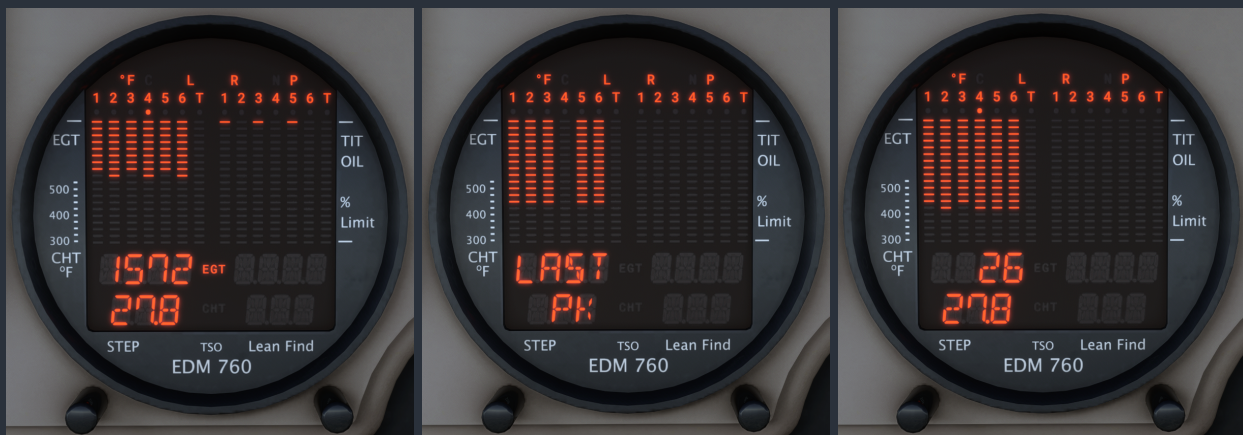 °F C L R N P
1 2 3 4 5 6 T 1 2 3 4 5 6 T
EGT
TIT
OIL
500
400
300
%
Limit
CHT
°F
1572 EGT
27.8 CHT
STEP TSO Lean Find
EDM 760
°F C L R N P
1 2 3 4 5 6 T 1 2 3 4 5 6 T
EGT
TIT
OIL
500
400
300
%
Limit
CHT
°F
LAST EGT
PK CHT
STEP TSO Lean Find
EDM 760
°F C L R N P
1 2 3 4 5 6 T 1 2 3 4 5 6 T
EGT
TIT
OIL
500
400
300
%
Limit
CHT
°F
26 EGT
27.8 CHT
STEP TSO Lean Find
EDM 760